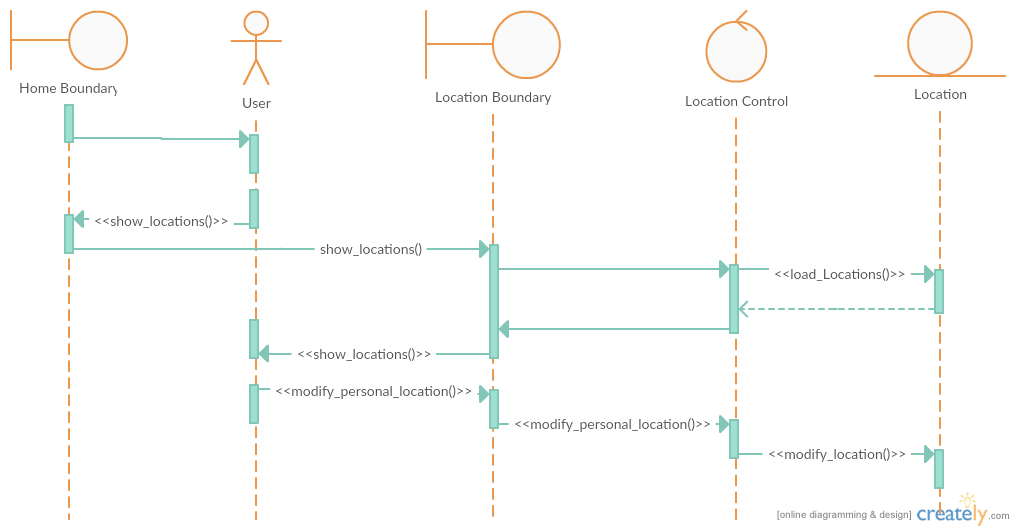 Home Boundary
User
Location Boundary
Location Control
Location
<<show_locations()>>
show_locations()
<<load_Locations()>>
<<show_locations()>>
<<modify_personal_location()>>
<<modify_personal_location()>>
<<modify_location()>>
[online diagramming & design] creately.com